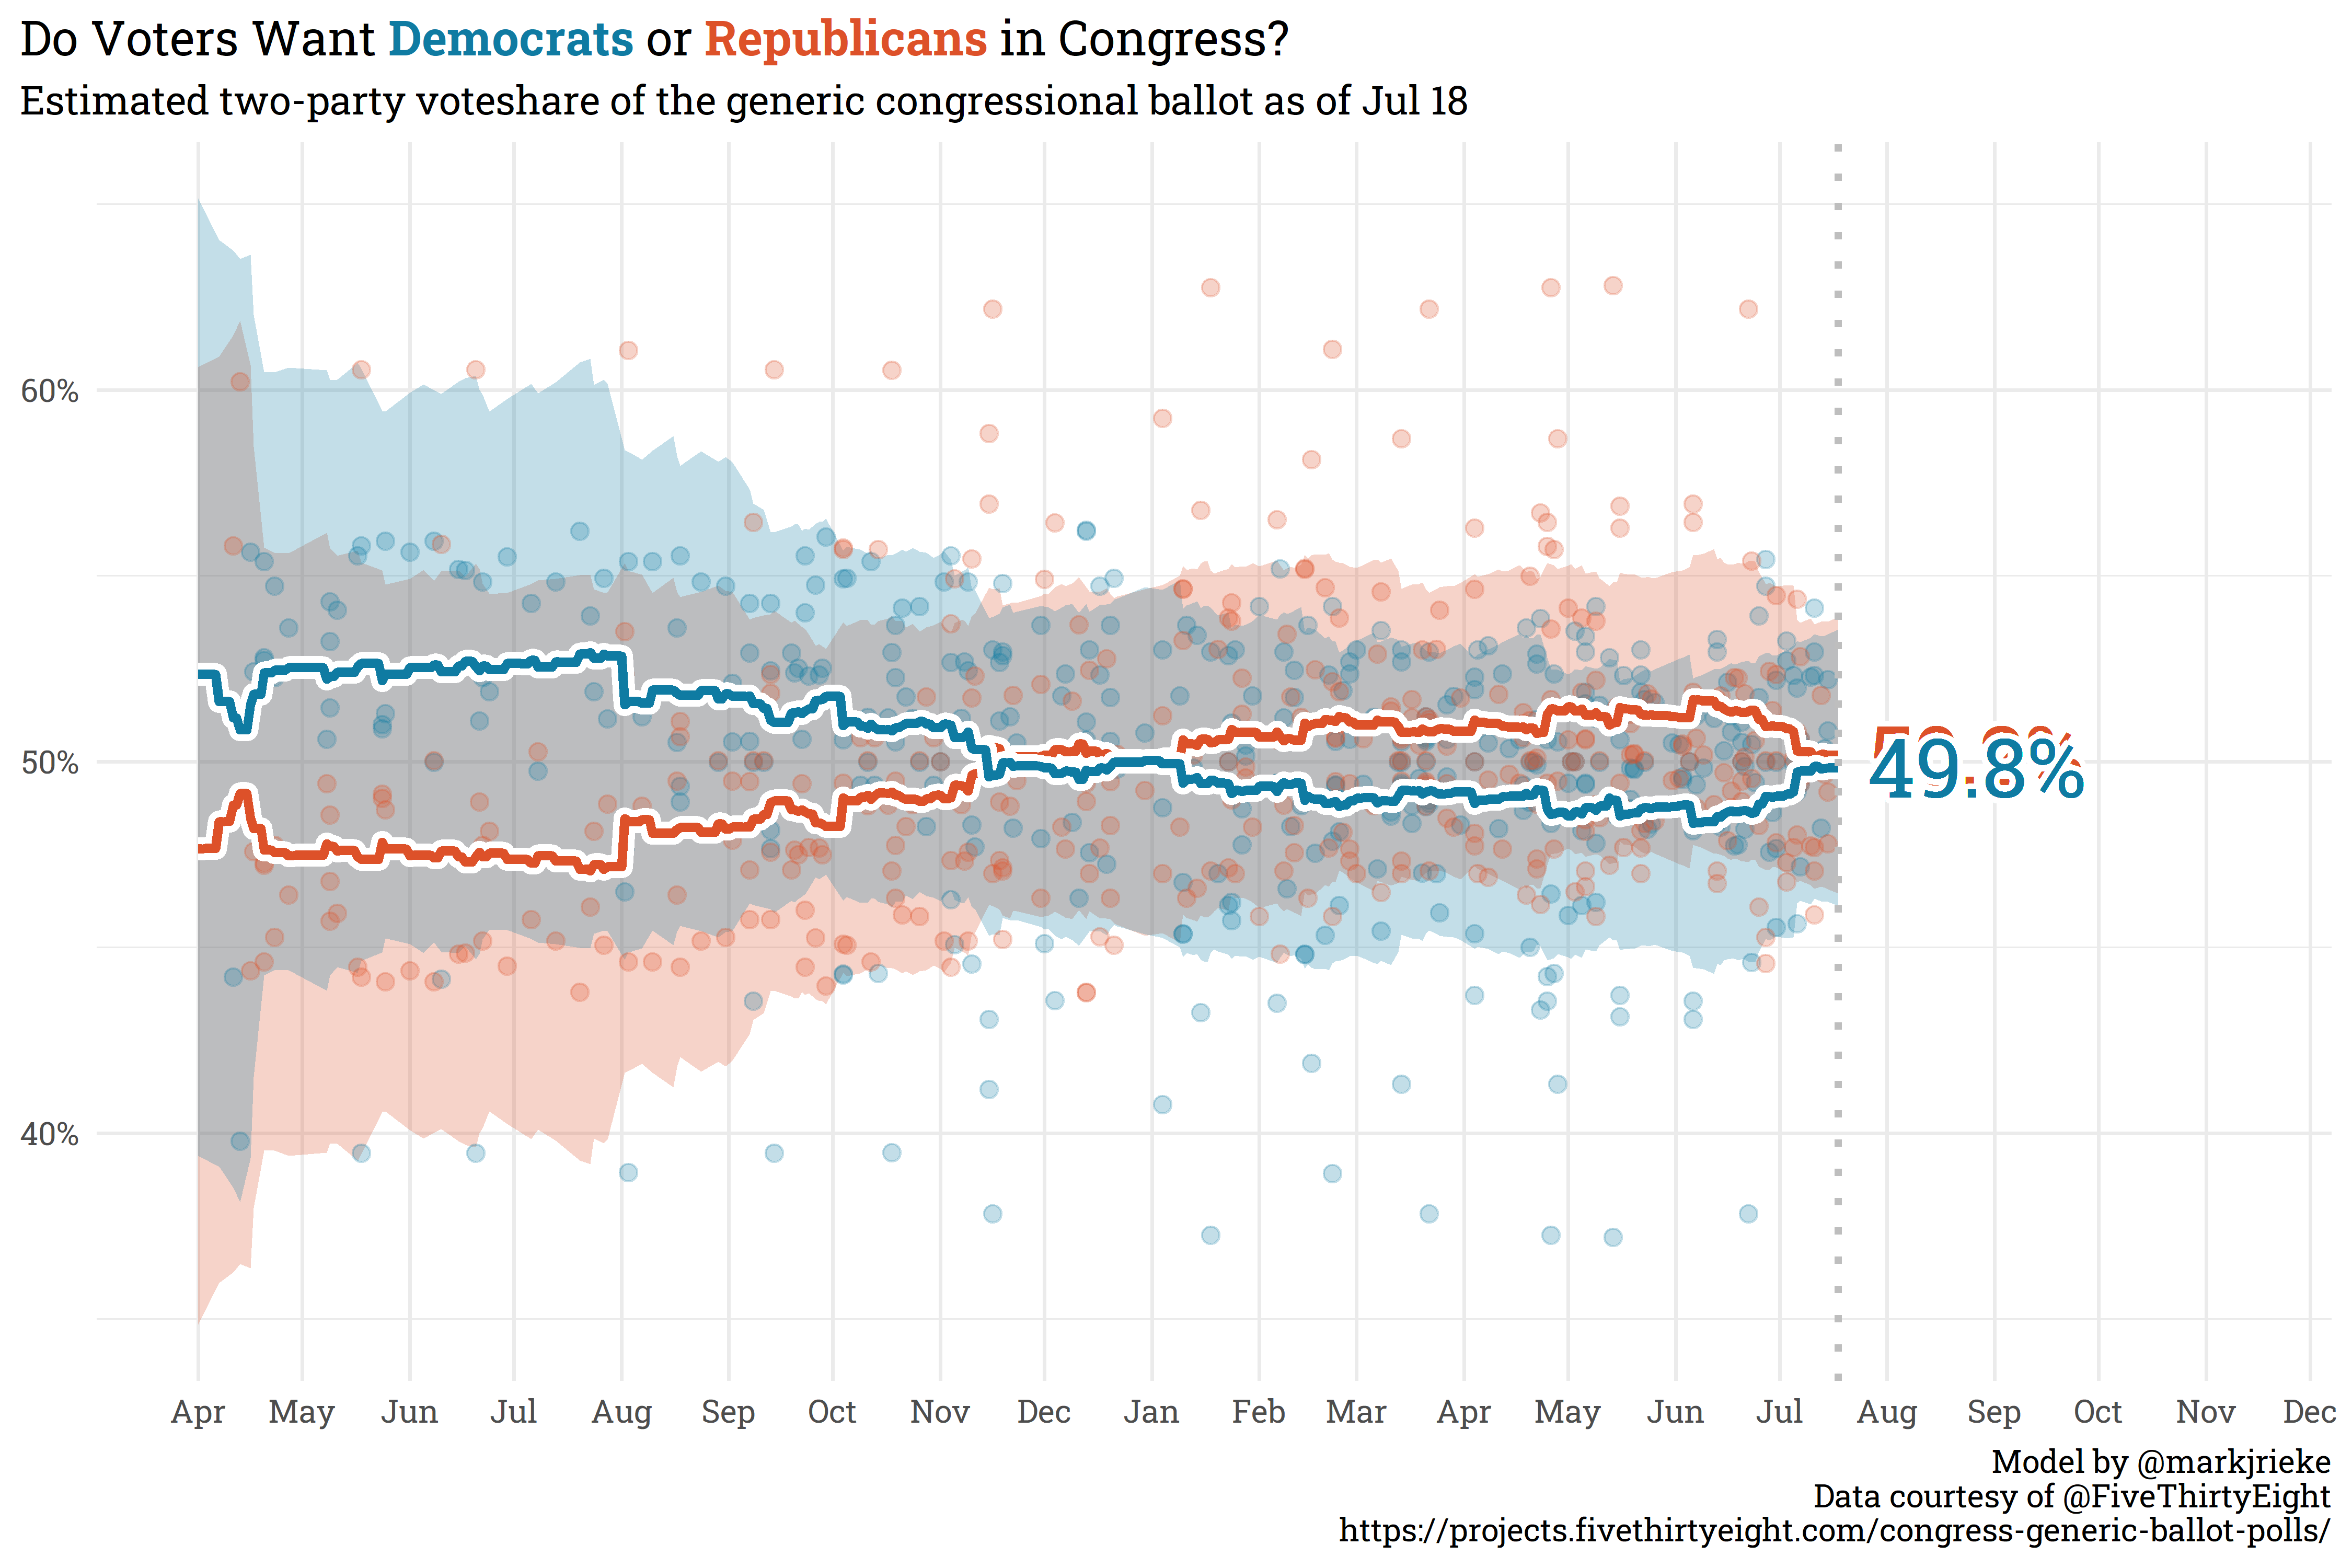 Do Voters Want Democrats or Republicans in Congress?
Estimated two-party voteshare of the generic congressional ballot as of Jul 18
60%
50%
40%
49.8%
Apr May Jun Jul Aug Sep Oct Nov Dec Jan Feb Mar Apr May Jun Jul Aug Sep Oct Nov Dec
Model by @markjrieke
Data courtesy of @FiveThirtyEight
https://projects.fivethirtyeight.com/congress-generic-ballot-polls/